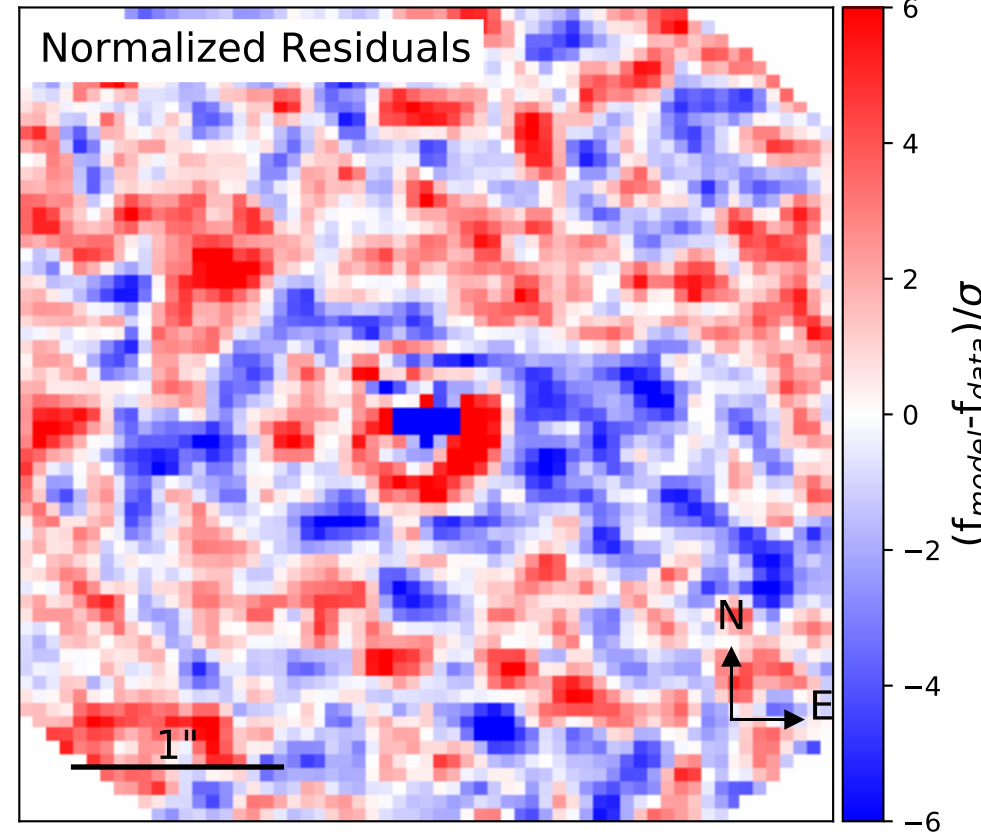 Normalized Residuals
6
4
2
0
−2
−4
−6
(f_model-f_data)/σ
N
E
1"